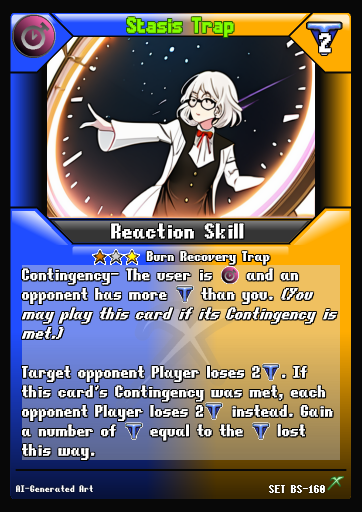 Stasis Trap
2
Reaction Skill
Burn Recovery Trap
Contingency- The user is and an
opponent has more than you. (You
may play this card if its Contingency is
met.)
Target opponent Player loses 2. If
this card's Contingency was met, each
opponent Player loses 2 instead. Gain
a number of equal to the lost
this way.
AI-Generated Art
SET BS-160